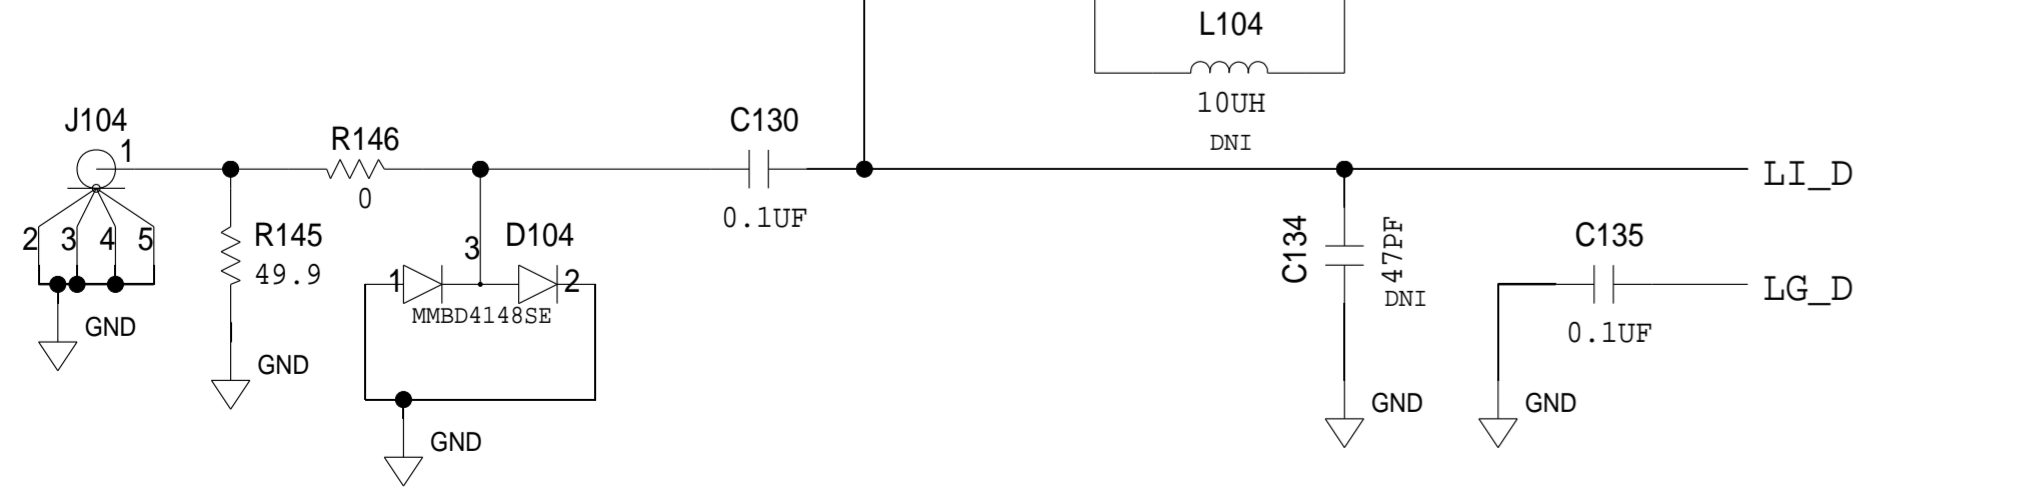 L104
10UH
DNI
J104
1
R146
0
C130
0.1UF
LI_D
2 3 4 5
R145
49.9
3
D104
1
2
MMBD4148SE
C134
47PF
DNI
C135
0.1UF
LG_D
GND
GND
GND
GND
GND